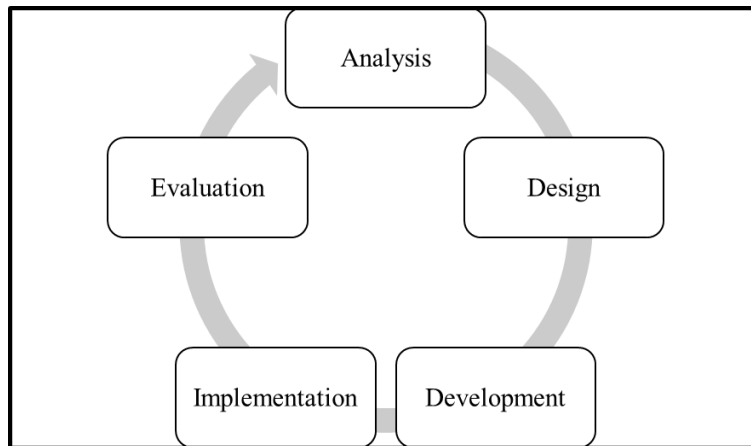 Analysis
Design
Development
Implementation
Evaluation